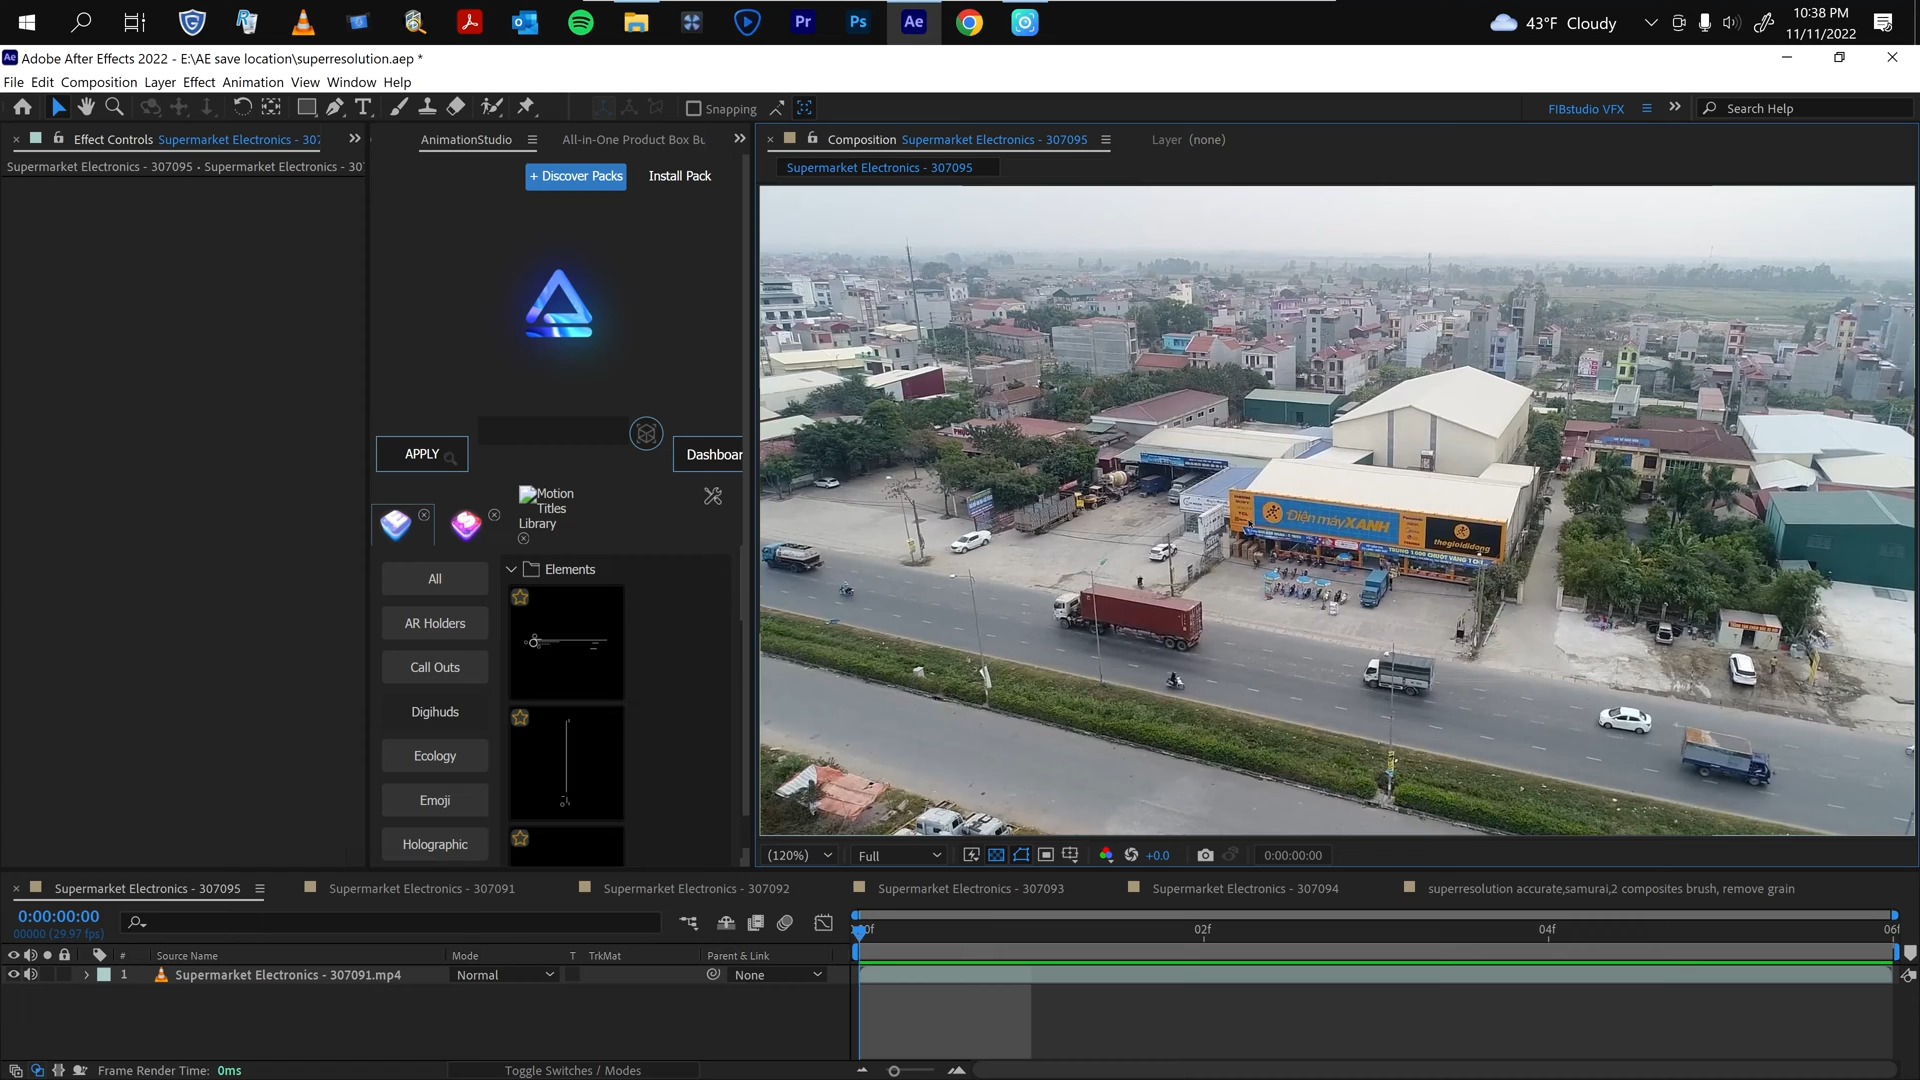 43°F Cloudy
10:38 PM
11/11/2022
Adobe After Effects 2022 - E:\AE save location\superresolution.aep *
File Edit Composition Layer Effect Animation View Window Help
Snapping
FIBstudio VFX
Search Help
Effect Controls Supermarket Electronics - 307
AnimationStudio
All-in-One Product Box Bu
Composition Supermarket Electronics - 307095
Layer (none)
Supermarket Electronics - 307095 • Supermarket Electronics - 30
Supermarket Electronics - 307095
+ Discover Packs
Install Pack
APPLY
Dashboar
Motion Titles Library
Elements
All
AR Holders
Call Outs
Digihuds
Ecology
Emoji
Holographic
Điện máy XANH
thegioididong
TRÚNG 1000 CHUỘT VÀNG 1 CHỈ
(120%)
Full
+0.0
0:00:00:00
Supermarket Electronics - 307095
Supermarket Electronics - 307091
Supermarket Electronics - 307092
Supermarket Electronics - 307093
Supermarket Electronics - 307094
superresolution accurate,samurai,2 composites brush, remove grain
0:00:00:00
00000 (29.97 fps)
:00f
02f
04f
06f
# Source Name
Mode
T TrkMat
Parent & Link
1 Supermarket Electronics - 307091.mp4
Normal
None
Frame Render Time: 0ms
Toggle Switches / Modes